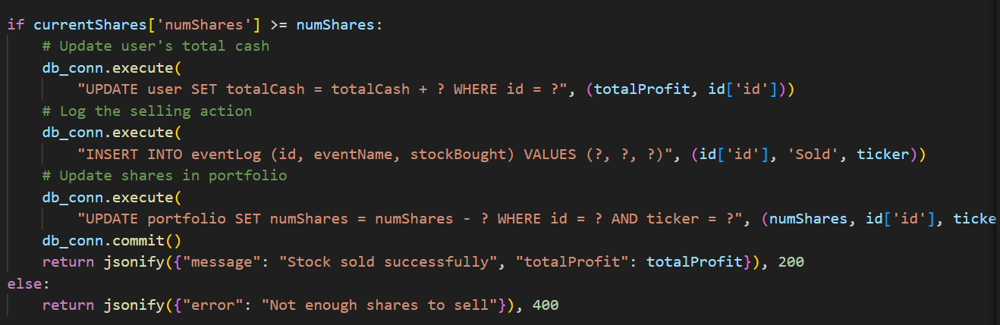 if currentShares['numShares'] >= numShares:
    # Update user's total cash
    db_conn.execute(
        "UPDATE user SET totalCash = totalCash + ? WHERE id = ?", (totalProfit, id['id']))
    # Log the selling action
    db_conn.execute(
        "INSERT INTO eventLog (id, eventName, stockBought) VALUES (?, ?, ?)", (id['id'], 'Sold', ticker))
    # Update shares in portfolio
    db_conn.execute(
        "UPDATE portfolio SET numShares = numShares - ? WHERE id = ? AND ticker = ?", (numShares, id['id'], ticke
    db_conn.commit()
    return jsonify({"message": "Stock sold successfully", "totalProfit": totalProfit}), 200
else:
    return jsonify({"error": "Not enough shares to sell"}), 400